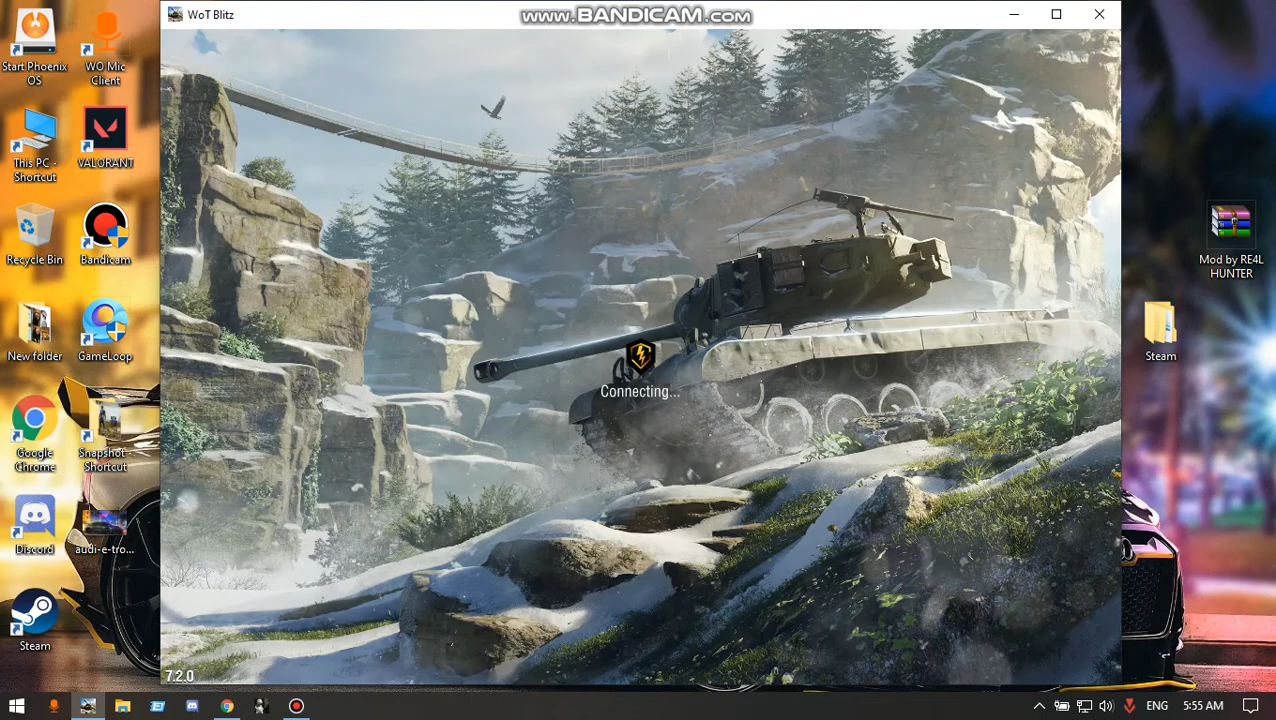 WoT Blitz
www.BANDICAM.com
Start Phoenix
OS
WO Mic
Client
This PC -
Shortcut
VALORANT
Recycle Bin
Bandicam
New folder
GameLoop
Google
Chrome
Snapshot -
Shortcut
Discord
audi-e-tro...
Steam
Connecting...
7.2.0
Mod by RE4L
HUNTER
Steam
ENG
5:55 AM